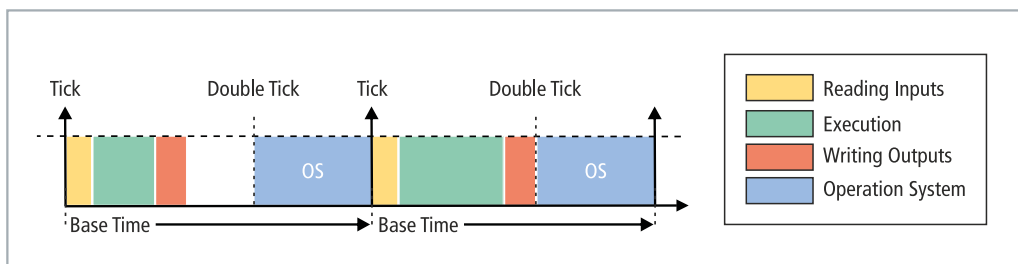 Tick
Double Tick
Tick
Double Tick
OS
OS
Base Time
Base Time
Reading Inputs
Execution
Writing Outputs
Operation System